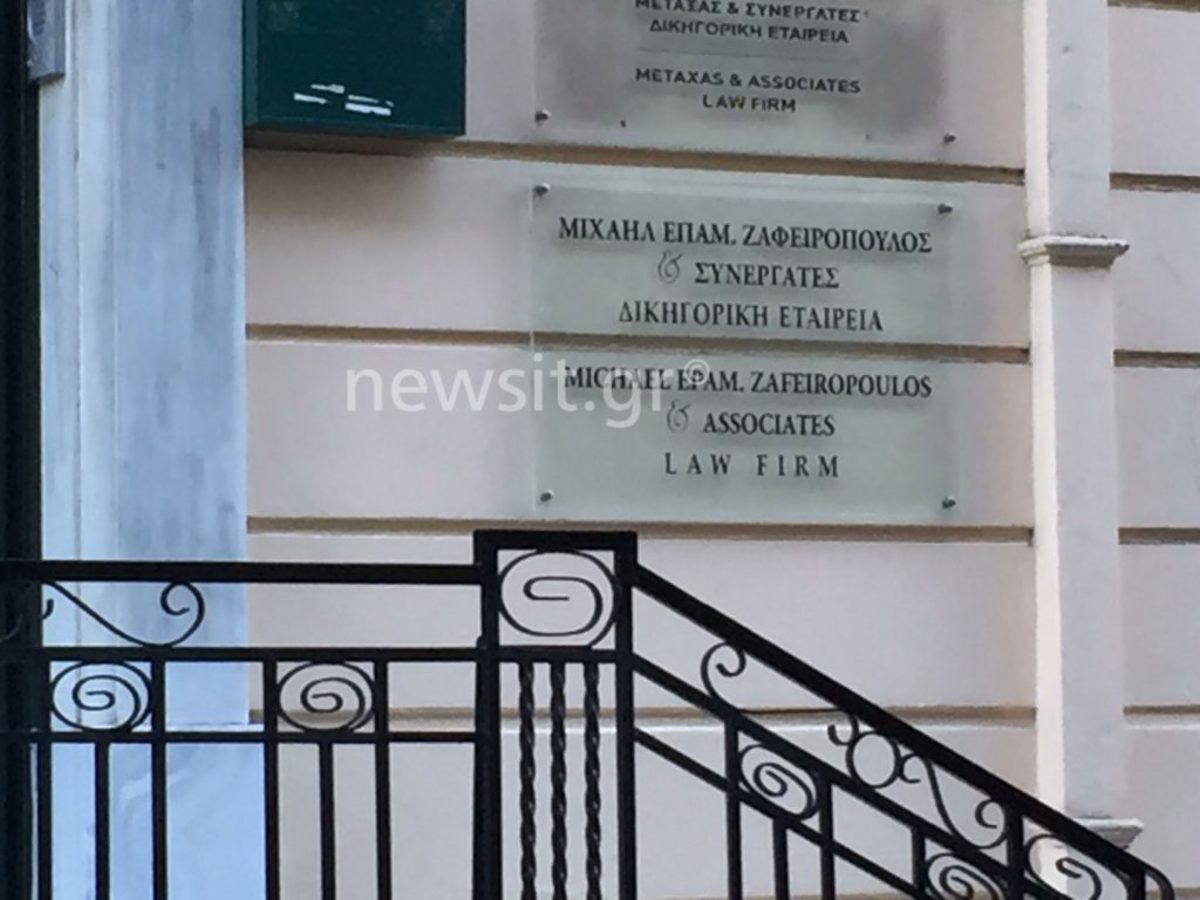 ΜΕΤΑΞΑΣ & ΣΥΝΕΡΓΑΤΕΣ
ΔΙΚΗΓΟΡΙΚΗ ΕΤΑΙΡΕΙΑ
METAXAS & ASSOCIATES
LAW FIRM
ΜΙΧΑΗΛ ΕΠΑΜ. ΖΑΦΕΙΡΟΠΟΥΛΟΣ
& ΣΥΝΕΡΓΑΤΕΣ
ΔΙΚΗΓΟΡΙΚΗ ΕΤΑΙΡΕΙΑ
newsit.gr©
MICHAEL EPAM. ZAFEIROPOULOS
& ASSOCIATES
LAW FIRM